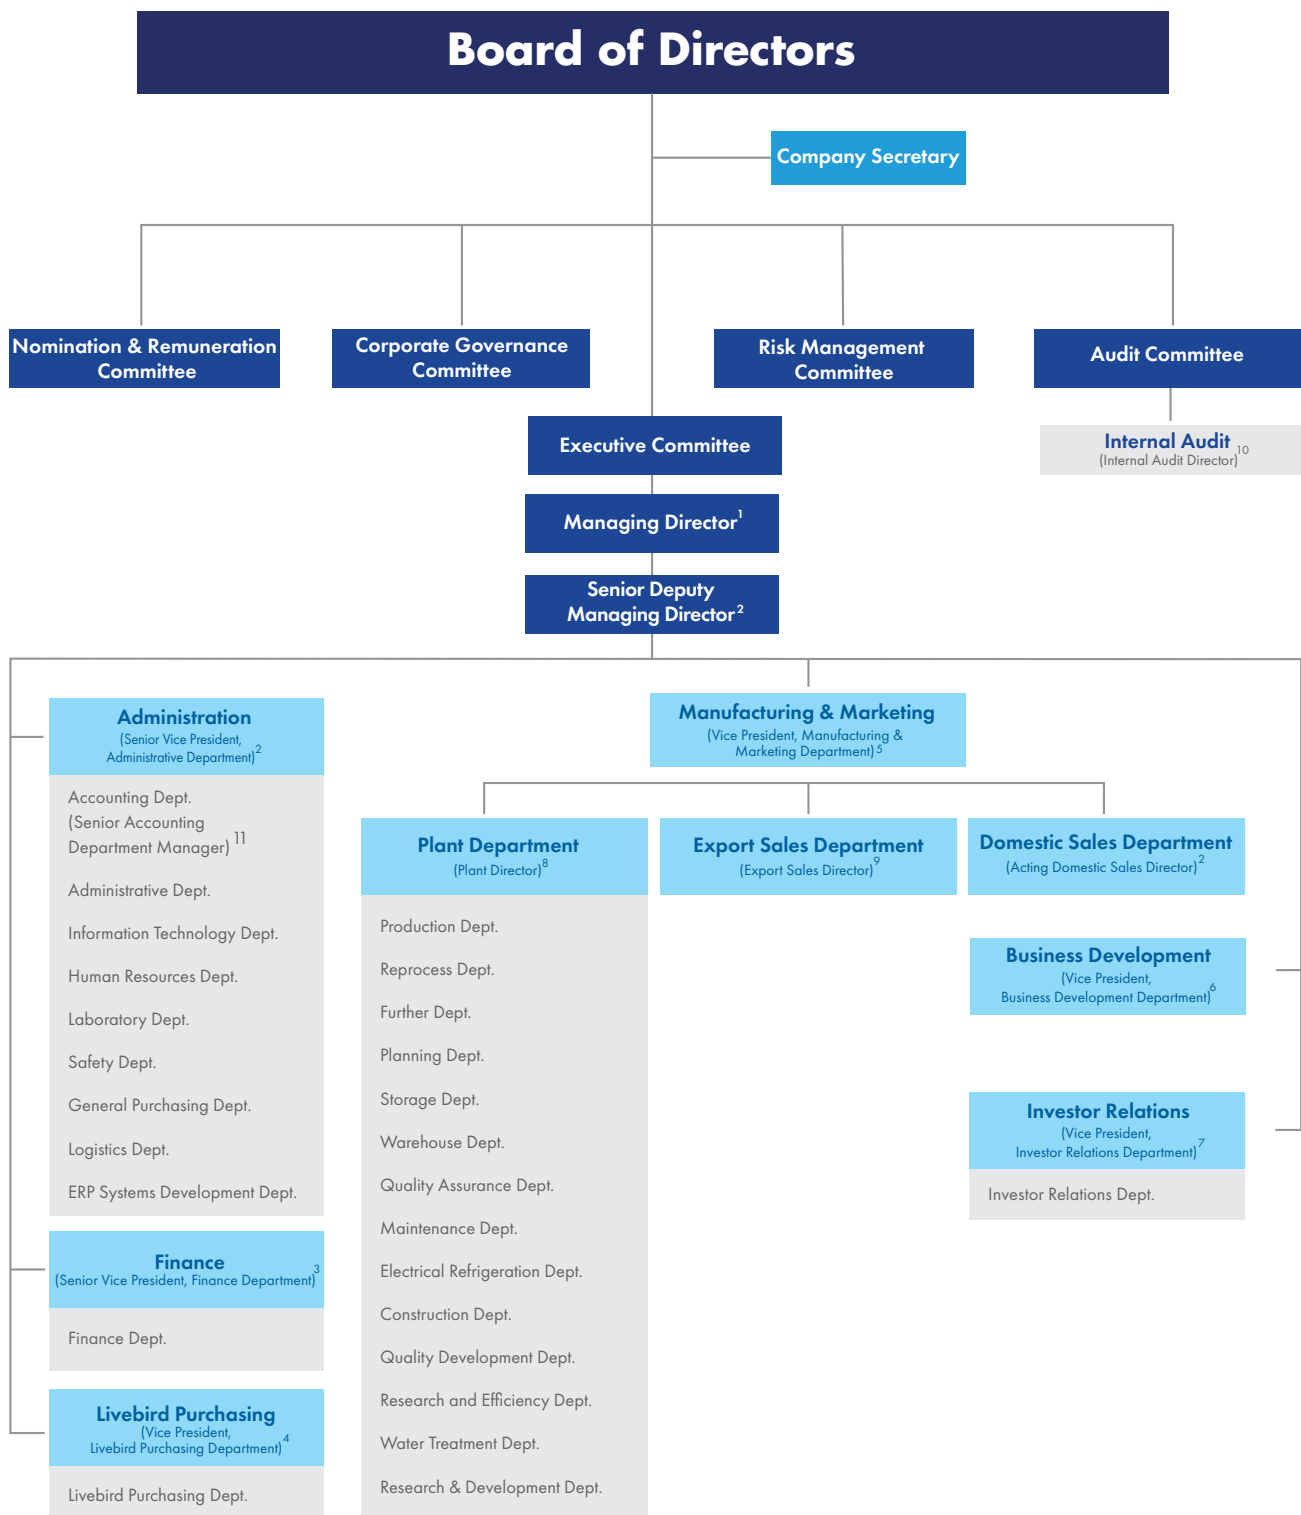 Board of Directors
Company Secretary
Nomination & Remuneration
Committee
Corporate Governance
Committee
Risk Management
Committee
Audit Committee
Internal Audit
(Internal Audit Director)10
Executive Committee
Managing Director1
Senior Deputy
Managing Director2
Administration
(Senior Vice President,
Administrative Department)2
Accounting Dept.
(Senior Accounting
Department Manager) 11
Administrative Dept.
Information Technology Dept.
Human Resources Dept.
Laboratory Dept.
Safety Dept.
General Purchasing Dept.
Logistics Dept.
ERP Systems Development Dept.
Finance
(Senior Vice President, Finance Department)3
Finance Dept.
Livebird Purchasing
(Vice President,
Livebird Purchasing Department)4
Livebird Purchasing Dept.
Manufacturing & Marketing
(Vice President, Manufacturing &
Marketing Department)5
Plant Department
(Plant Director)8
Production Dept.
Reprocess Dept.
Further Dept.
Planning Dept.
Storage Dept.
Warehouse Dept.
Quality Assurance Dept.
Maintenance Dept.
Electrical Refrigeration Dept.
Construction Dept.
Quality Development Dept.
Research and Efficiency Dept.
Water Treatment Dept.
Research & Development Dept.
Export Sales Department
(Export Sales Director)9
Domestic Sales Department
(Acting Domestic Sales Director)2
Business Development
(Vice President,
Business Development Department)6
Investor Relations
(Vice President,
Investor Relations Department)7
Investor Relations Dept.